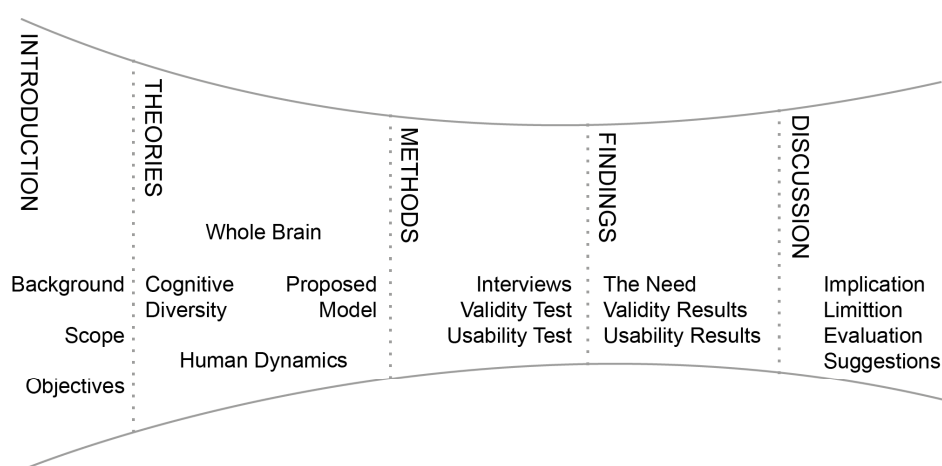 INTRODUCTION
Background
Scope
Objectives
THEORIES
Whole Brain
Cognitive
Diversity
Proposed
Model
Human Dynamics
METHODS
Interviews
Validity Test
Usability Test
FINDINGS
The Need
Validity Results
Usability Results
DISCUSSION
Implication
Limittion
Evaluation
Suggestions